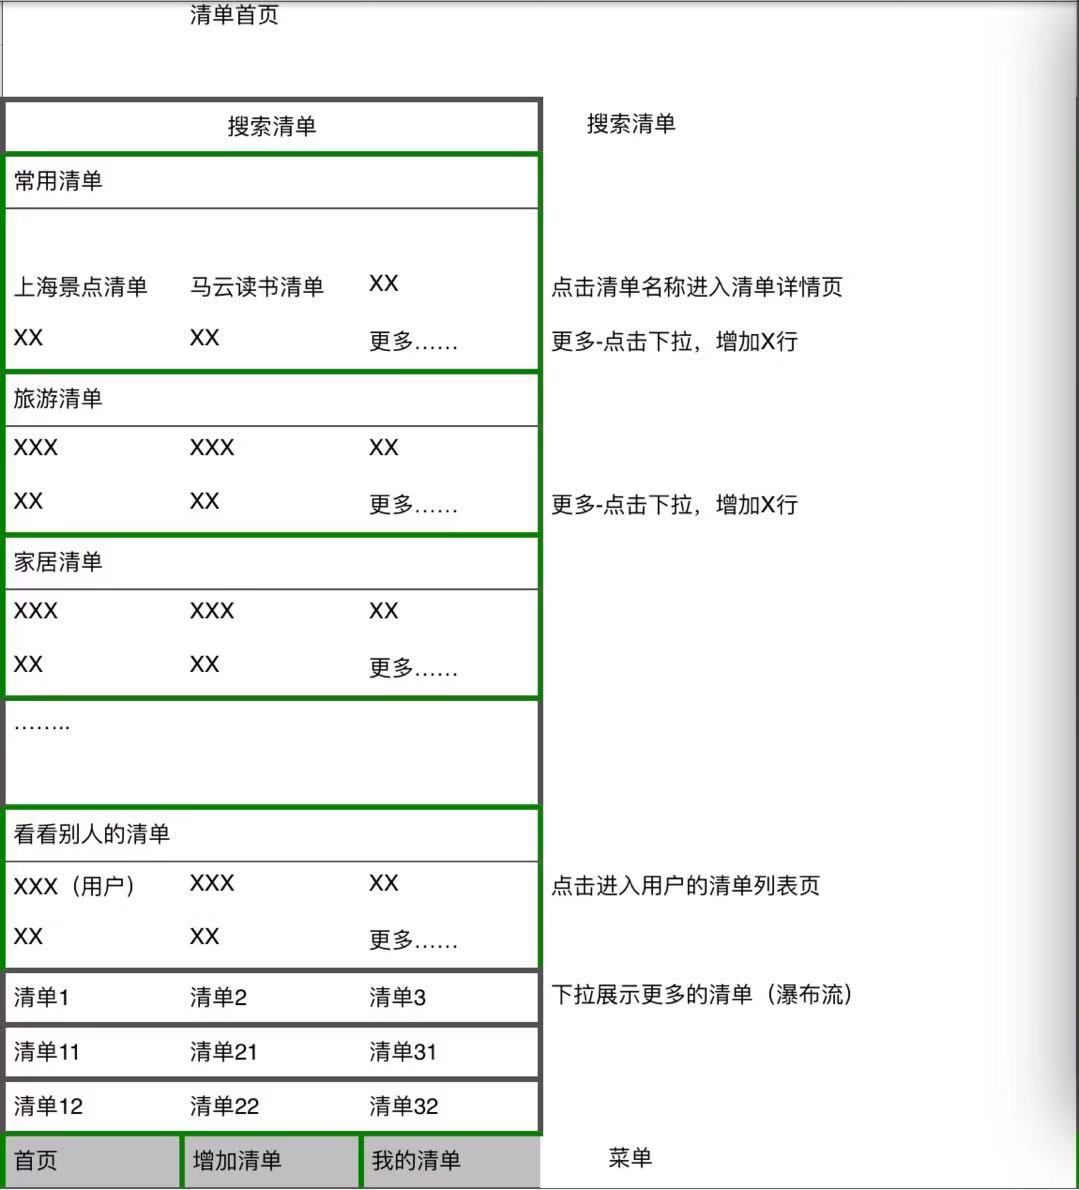 清单首页
搜索清单 搜索清单
常用清单
上海景点清单 马云读书清单 XX 点击清单名称进入清单详情页
XX XX 更多…… 更多-点击下拉，增加X行
旅游清单
XXX XXX XX
XX XX 更多…… 更多-点击下拉，增加X行
家居清单
XXX XXX XX
XX XX 更多……
……..
看看别人的清单
XXX（用户） XXX XX 点击进入用户的清单列表页
XX XX 更多……
清单1 清单2 清单3 下拉展示更多的清单（瀑布流）
清单11 清单21 清单31
清单12 清单22 清单32
首页 增加清单 我的清单 菜单